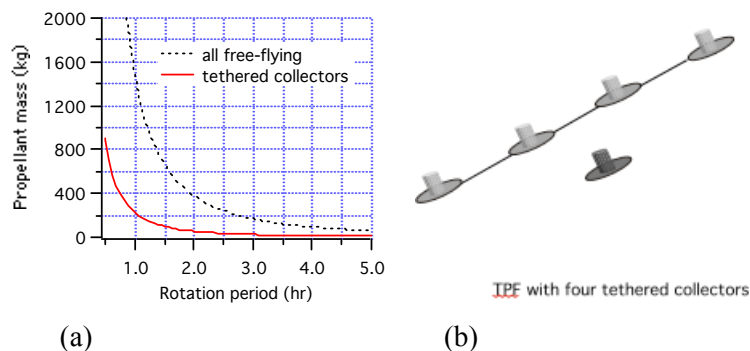 2000
1600
1200
800
400
0
Propellant mass (kg)
all free-flying
tethered collectors
1.0 2.0 3.0 4.0 5.0
Rotation period (hr)
TPF with four tethered collectors
(a) (b)